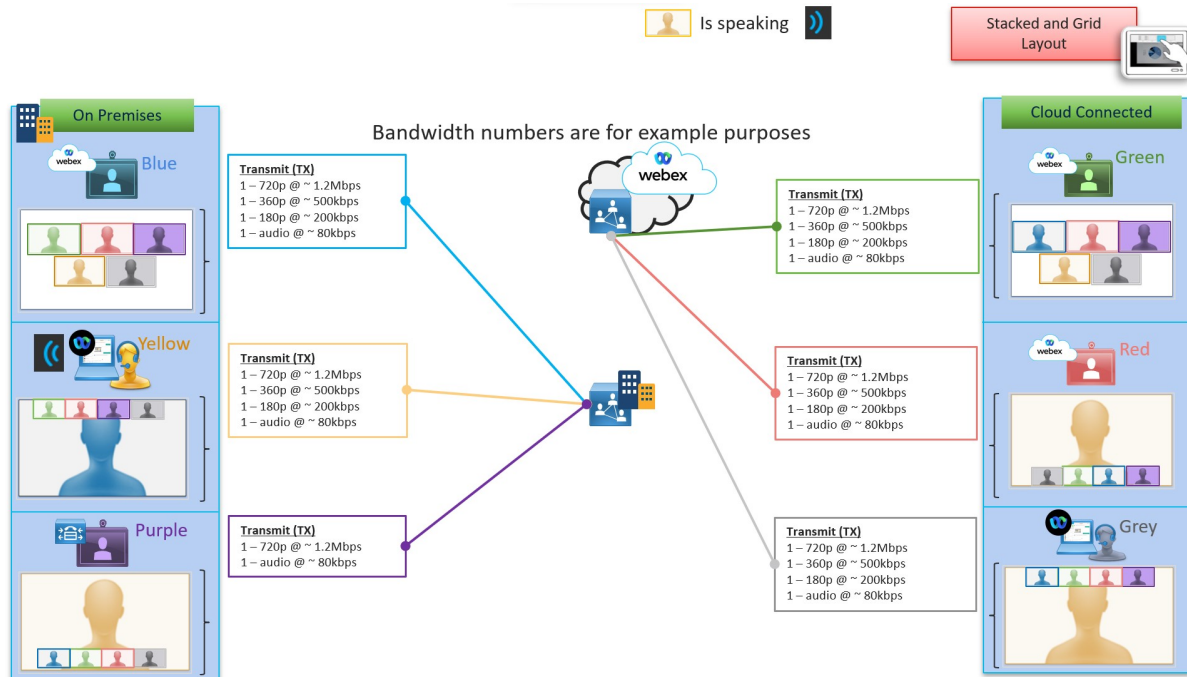 Is speaking
Stacked and Grid
Layout
On Premises
Cloud Connected
Bandwidth numbers are for example purposes
webex
Blue
Transmit (TX)
1 – 720p @ ~ 1.2Mbps
1 – 360p @ ~ 500kbps
1 – 180p @ ~ 200kbps
1 – audio @ ~ 80kbps
webex
Transmit (TX)
1 – 720p @ ~ 1.2Mbps
1 – 360p @ ~ 500kbps
1 – 180p @ ~ 200kbps
1 – audio @ ~ 80kbps
webex
Green
Yellow
Transmit (TX)
1 – 720p @ ~ 1.2Mbps
1 – 360p @ ~ 500kbps
1 – 180p @ ~ 200kbps
1 – audio @ ~ 80kbps
Transmit (TX)
1 – 720p @ ~ 1.2Mbps
1 – 360p @ ~ 500kbps
1 – 180p @ ~ 200kbps
1 – audio @ ~ 80kbps
webex
Red
Purple
Transmit (TX)
1 – 720p @ ~ 1.2Mbps
1 – audio @ ~ 80kbps
Transmit (TX)
1 – 720p @ ~ 1.2Mbps
1 – 360p @ ~ 500kbps
1 – 180p @ ~ 200kbps
1 – audio @ ~ 80kbps
Grey